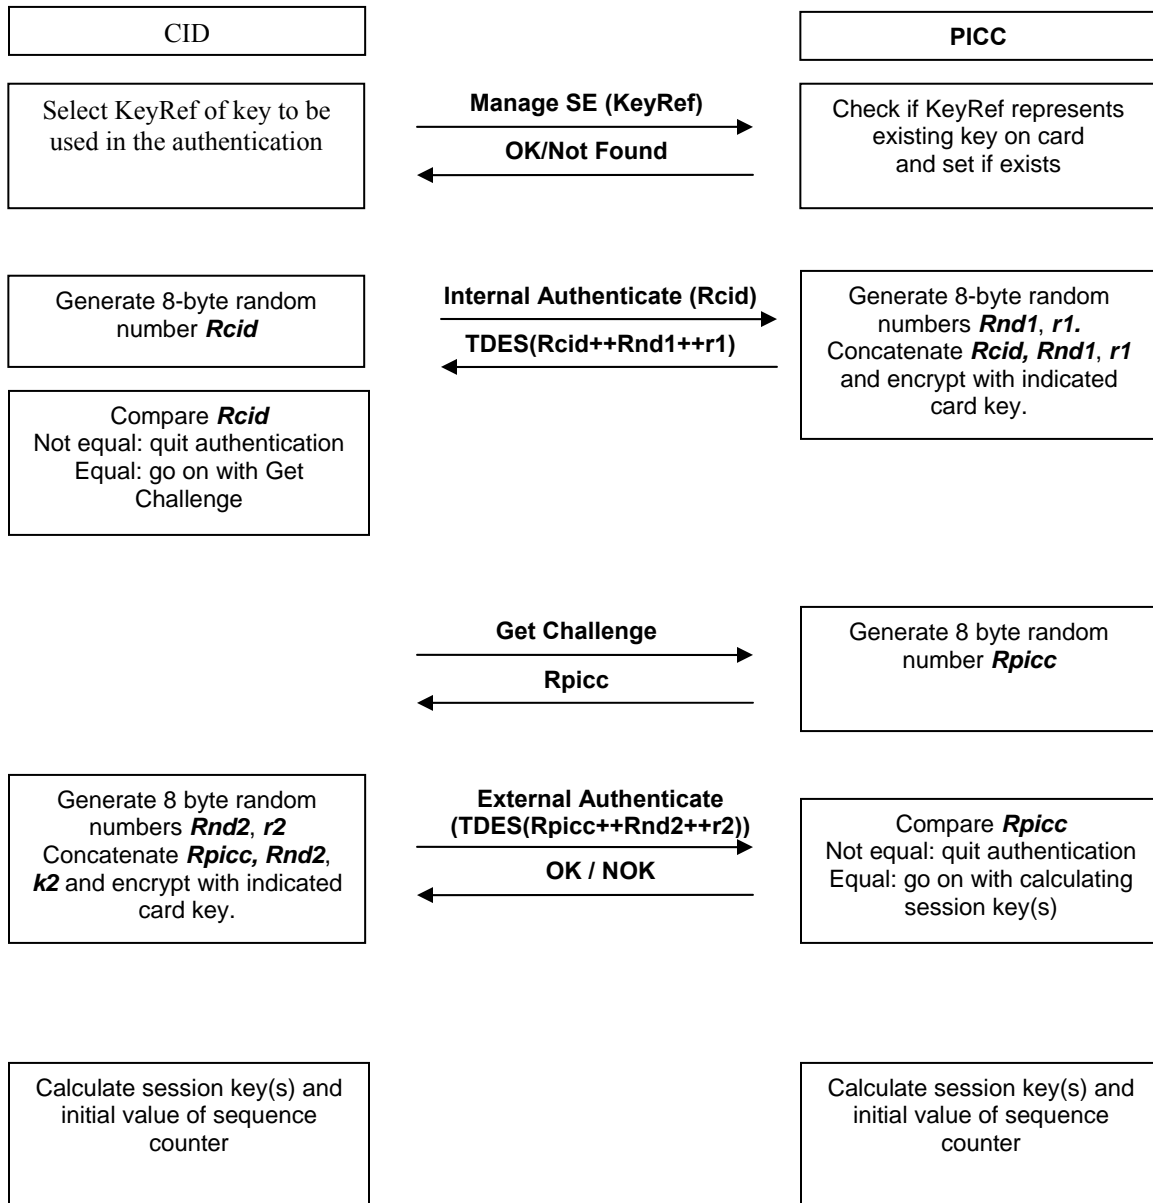 CID
PICC
Select KeyRef of key to be
used in the authentication
Manage SE (KeyRef)
OK/Not Found
Check if KeyRef represents
existing key on card
and set if exists
Generate 8-byte random
number Rcid
Internal Authenticate (Rcid)
TDES(Rcid++Rnd1++r1)
Generate 8-byte random
numbers Rnd1, r1.
Concatenate Rcid, Rnd1, r1
and encrypt with indicated
card key.
Compare Rcid
Not equal: quit authentication
Equal: go on with Get
Challenge
Get Challenge
Rpicc
Generate 8 byte random
number Rpicc
Generate 8 byte random
numbers Rnd2, r2
Concatenate Rpicc, Rnd2,
k2 and encrypt with indicated
card key.
External Authenticate
(TDES(Rpicc++Rnd2++r2))
OK / NOK
Compare Rpicc
Not equal: quit authentication
Equal: go on with calculating
session key(s)
Calculate session key(s) and
initial value of sequence
counter
Calculate session key(s) and
initial value of sequence
counter